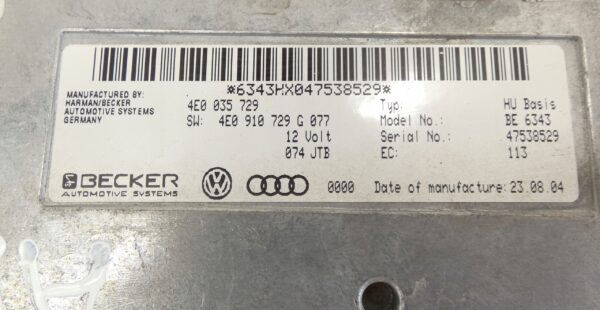 *6343HX047538529*
MANUFACTURED BY:
HARMAN/BECKER
AUTOMOTIVE SYSTEMS
GERMANY
4E0 035 729
SW: 4E0 910 729 G 077
12 Volt
074 JTB
Typ: HU Basis
Model No.: BE 6343
Serial No.: 47538529
EC: 113
BECKER
AUTOMOTIVE SYSTEMS
0000 Date of manufacture: 23.08.04